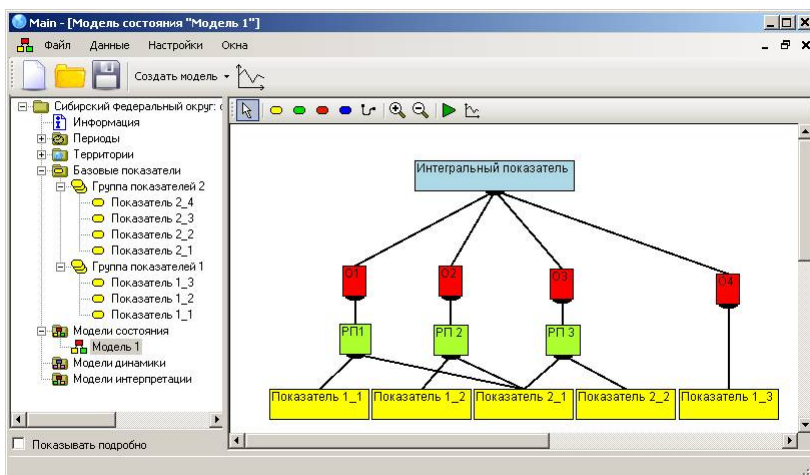 Main - [Модель состояния "Модель 1"]
Файл Данные Настройки Окна
Создать модель
Сибирский федеральный округ:
Информация
Периоды
Территории
Базовые показатели
Группа показателей 2
Показатель 2_4
Показатель 2_3
Показатель 2_2
Показатель 2_1
Группа показателей 1
Показатель 1_3
Показатель 1_2
Показатель 1_1
Модели состояния
Модель 1
Модели динамики
Модели интерпретации
Показывать подробно
Интегральный показатель
О1 О2 О3 О4
РП1 РП 2 РП 3
Показатель 1_1 Показатель 1_2 Показатель 2_1 Показатель 2_2 Показатель 1_3